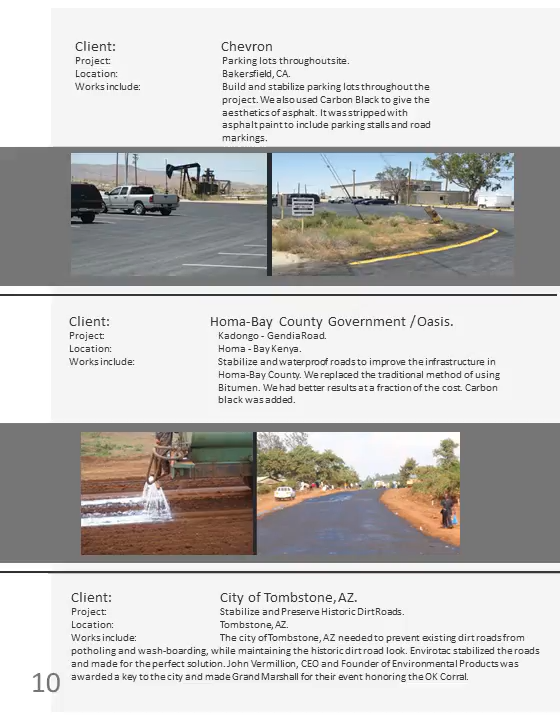 Client: Chevron
Project: Parking lots throughout site.
Location: Bakersfield, CA.
Works include: Build and stabilize parking lots throughout the
project. We also used Carbon Black to give the
aesthetics of asphalt. It was stripped with
asphalt paint to include parking stalls and road
markings.
Client: Homa-Bay County Government / Oasis.
Project: Kadongo - Gendia Road.
Location: Homa - Bay Kenya.
Works include: Stabilize and waterproof roads to improve the infrastructure in
Homa-Bay County. We replaced the traditional method of using
Bitumen. We had better results at a fraction of the cost. Carbon
black was added.
Client: City of Tombstone, AZ.
Project: Stabilize and Preserve Historic Dirt Roads.
Location: Tombstone, AZ.
Works include: The city of Tombstone, AZ needed to prevent existing dirt roads from
potholing and wash-boarding, while maintaining the historic dirt road look. Envirotac stabilized the roads
and made for the perfect solution. John Vermillion, CEO and Founder of Environmental Products was
awarded a key to the city and made Grand Marshall for their event honoring the OK Corral.
10